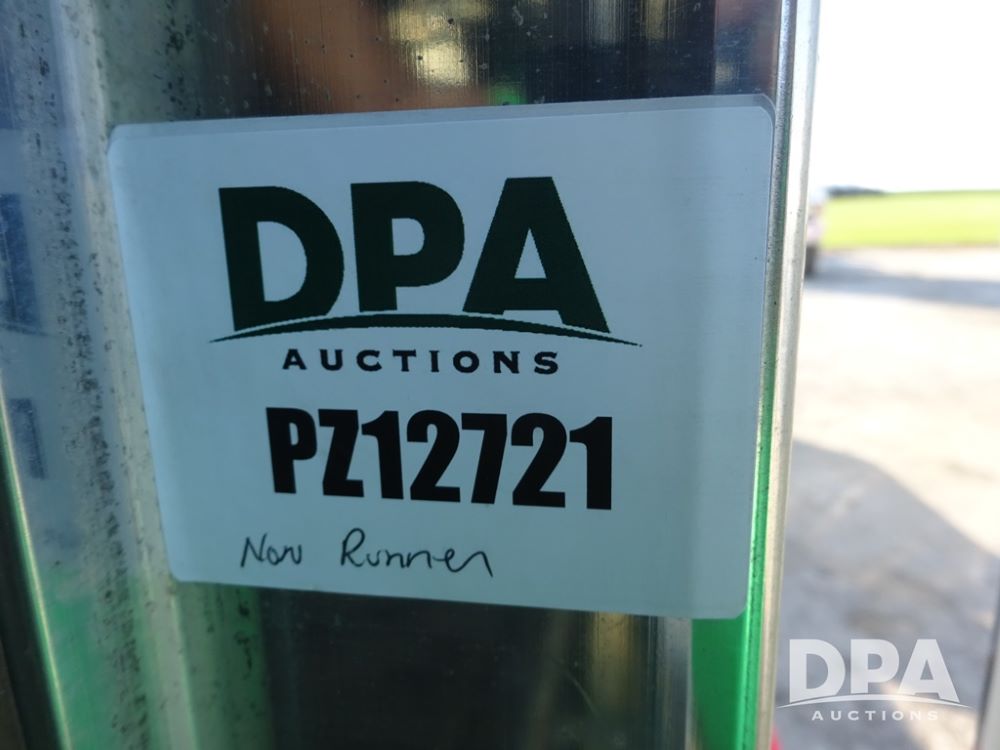 DPA
AUCTIONS
PZ12721
Non Runner
DPA
AUCTIONS